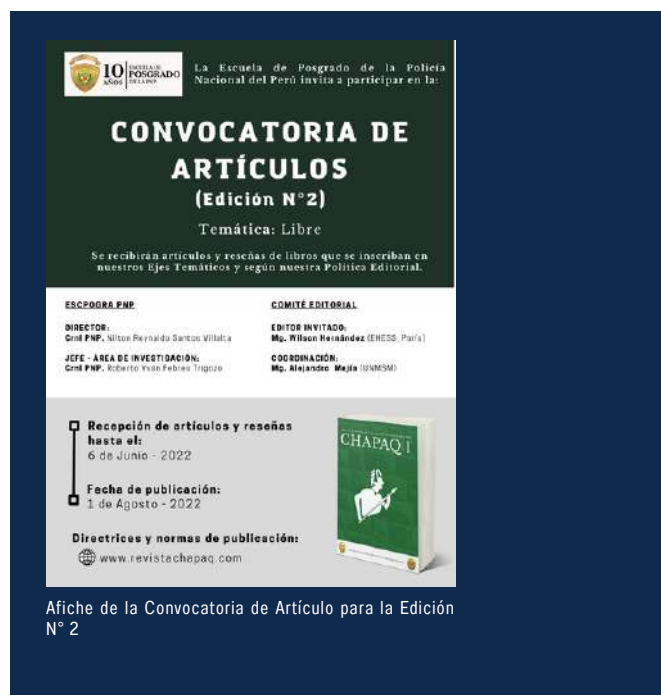 10 AÑOS
ESCUELA DE
POSGRADO
DE LA PNP
La Escuela de Posgrado de la Policía
Nacional del Perú invita a participar en la:
CONVOCATORIA DE
ARTÍCULOS
(Edición N°2)
Temática: Libre
Se recibirán artículos y reseñas de libros que se inscriban en
nuestros Ejes Temáticos y según nuestra Política Editorial.
ESCPOGRA PNP
DIRECTOR:
Crnl PNP. Nilton Reynaldo Santos Villalta
JEFE - ÁREA DE INVESTIGACIÓN:
Crnl PNP. Roberto Yván Febres Trigozo
COMITÉ EDITORIAL
EDITOR INVITADO:
Mg. Wilson Hernández (EHESS, París)
COORDINACIÓN:
Mg. Alejandro Mejía (UNMSM)
Recepción de artículos y reseñas
hasta el:
6 de Junio - 2022
Fecha de publicación:
1 de Agosto - 2022
Directrices y normas de publicación:
www.revistachapaq.com
CHAPAQ I
Afiche de la Convocatoria de Artículo para la Edición
N° 2